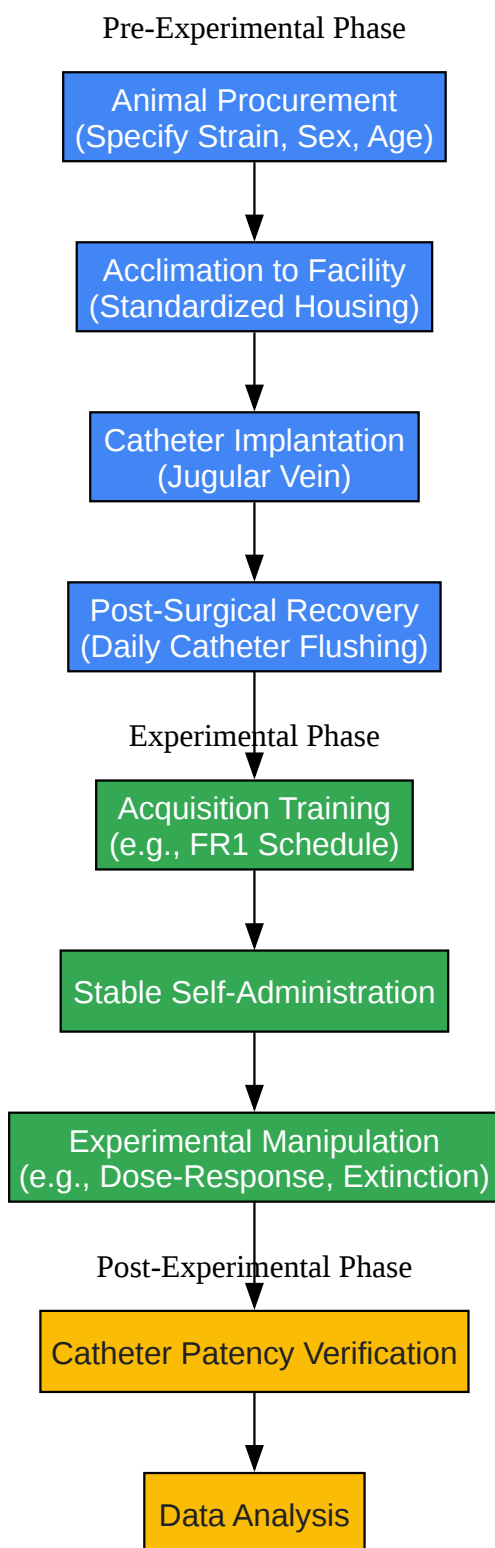 Pre-Experimental Phase
Animal Procurement
(Specify Strain, Sex, Age)
Acclimation to Facility
(Standardized Housing)
Catheter Implantation
(Jugular Vein)
Post-Surgical Recovery
(Daily Catheter Flushing)
Experimental Phase
Acquisition Training
(e.g., FR1 Schedule)
Stable Self-Administration
Experimental Manipulation
(e.g., Dose-Response, Extinction)
Post-Experimental Phase
Catheter Patency Verification
Data Analysis